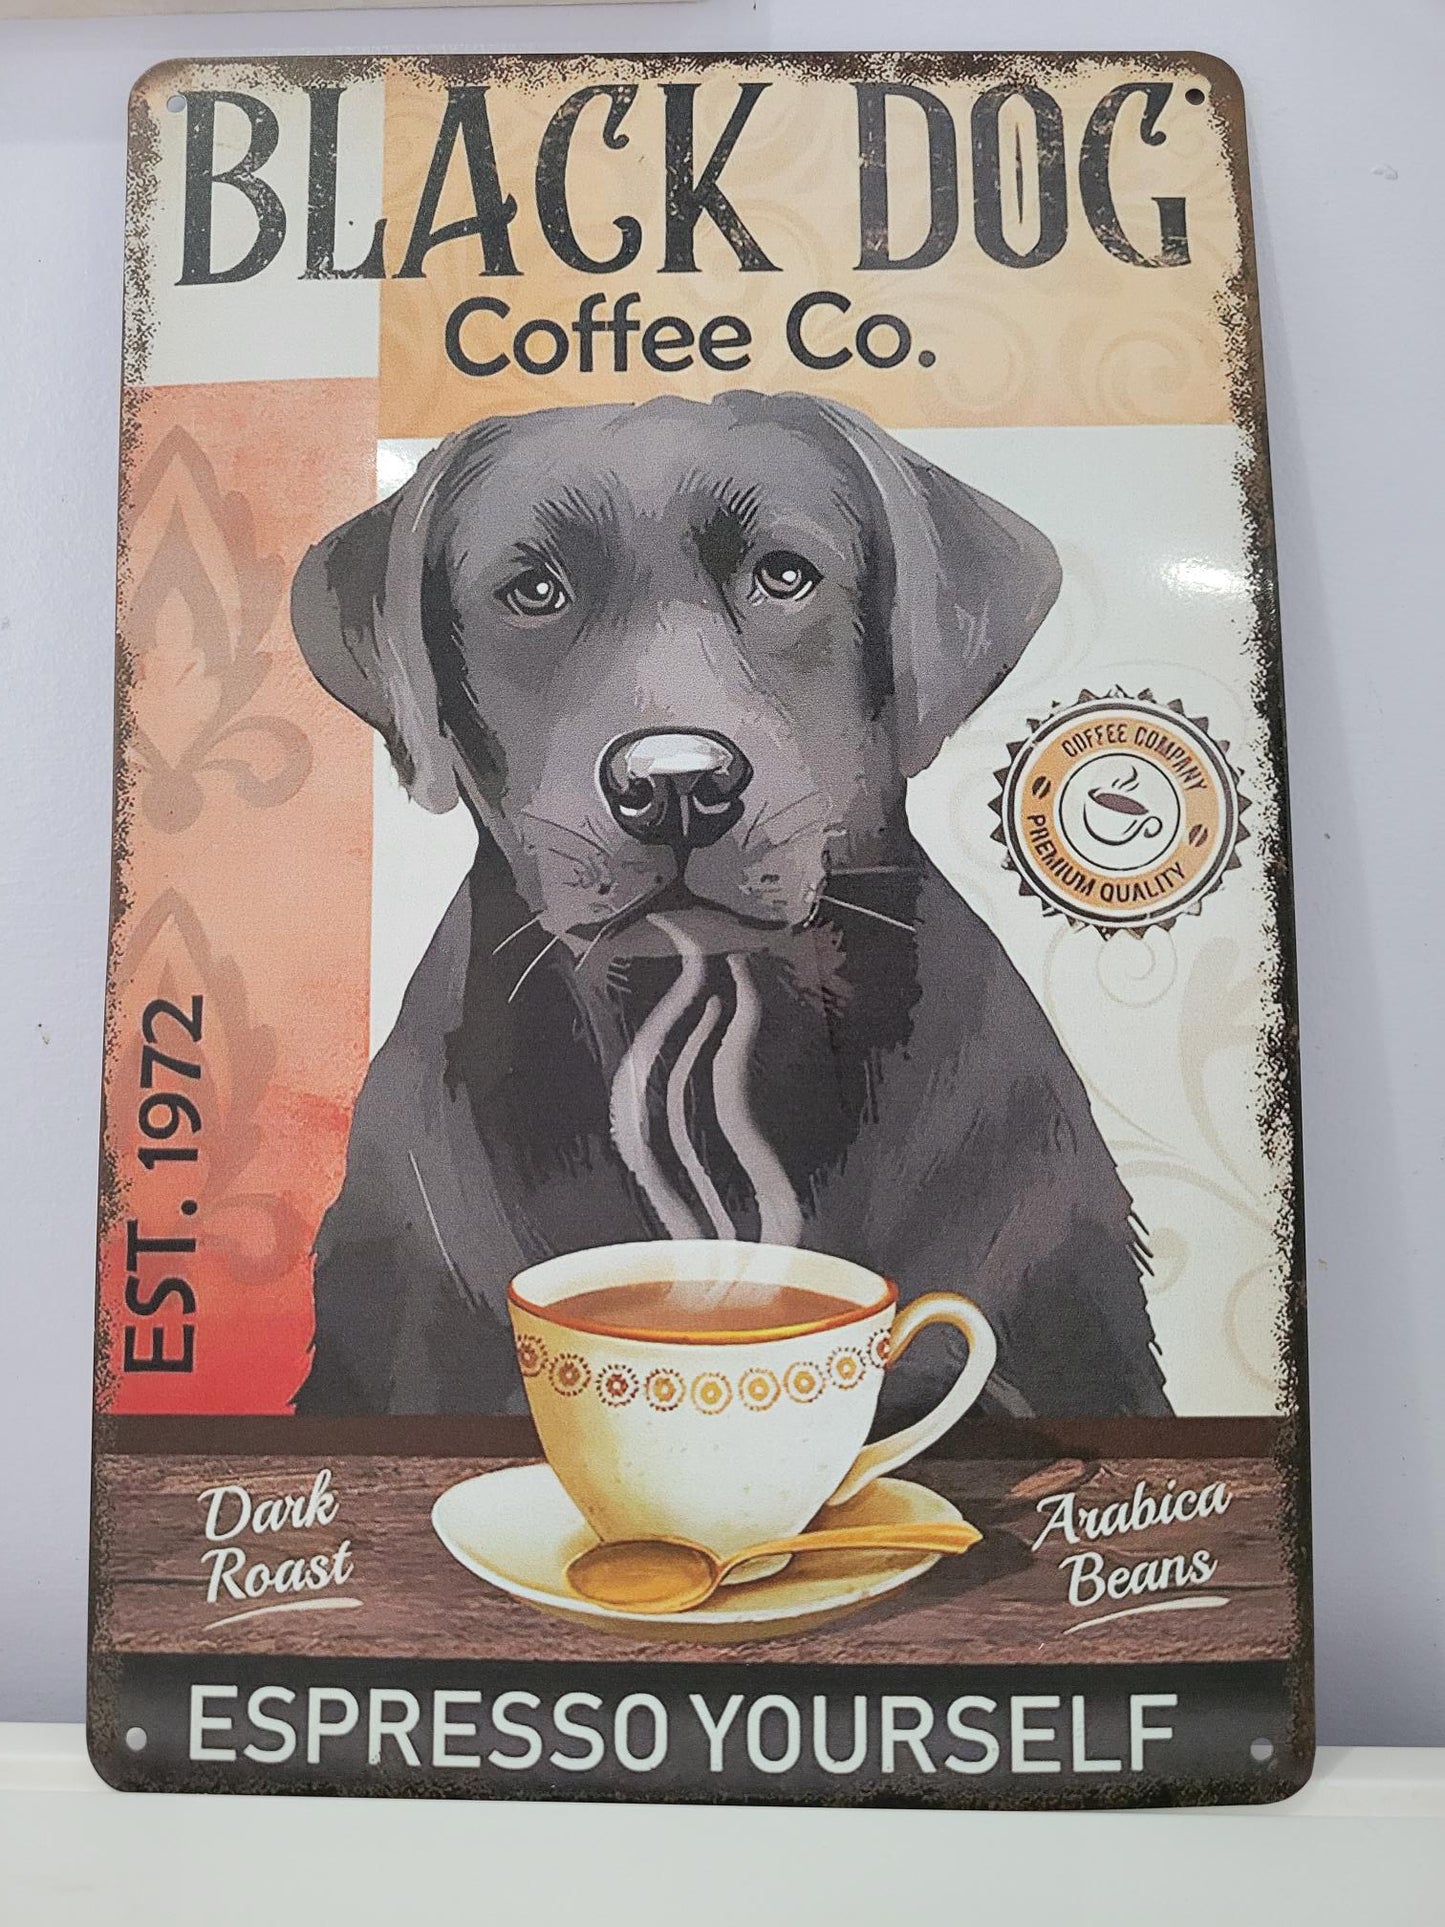 BLACK DOG
Coffee Co.
COFFEE COMPANY
PREMIUM QUALITY
EST. 1972
Dark
Roast
Arabica
Beans
ESPRESSO YOURSELF